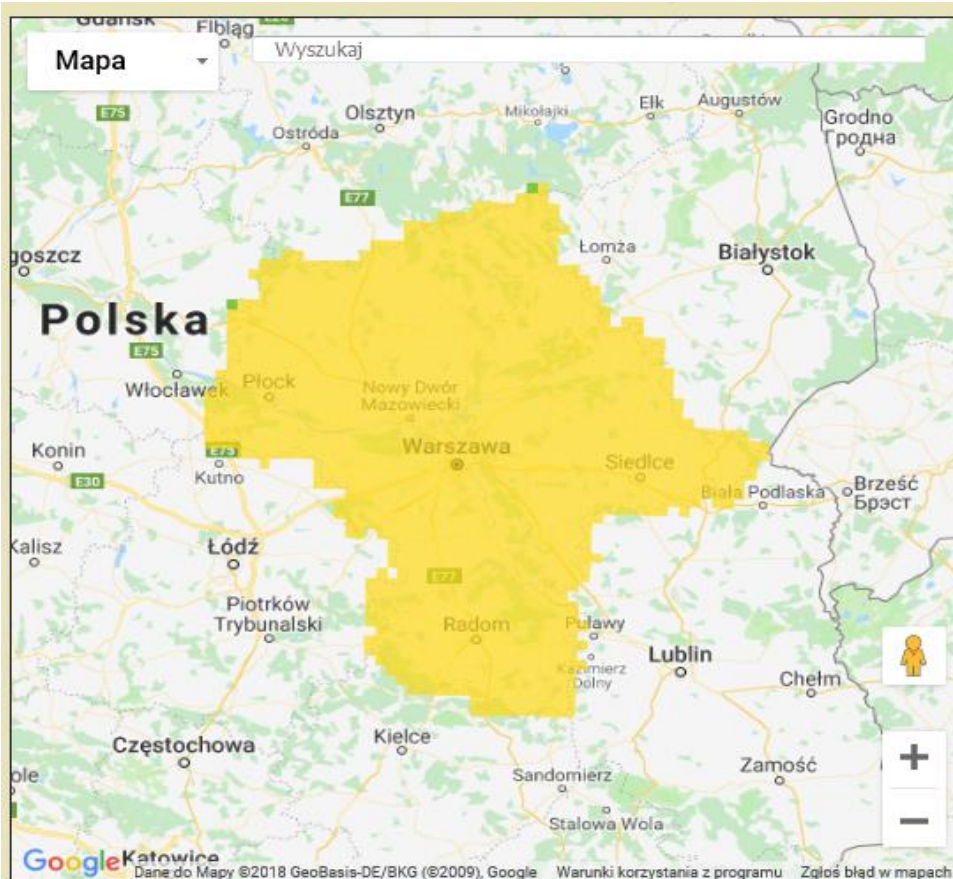 Gdańsk
Elbląg
Mapa
Wyszukaj
E75
Olsztyn
Mikołajki
Ełk
Augustów
Ostróda
Grodno
Гродна
E77
Łomża
Białystok
goszcz
Polska
E75
Włocławek
Płock
Nowy Dwór
Mazowiecki
Warszawa
Konin
E75
Siedlce
E30
Kutno
Biała Podlaska
Brześć
Брэст
Kalisz
Łódź
E77
Piotrków
Trybunalski
Radom
Puławy
Lublin
Kazimierz
Dolny
Chełm
Częstochowa
Kielce
ole
Sandomierz
Zamość
Stalowa Wola
Google
Katowice
Dane do Mapy ©2018 GeoBasis-DE/BKG (©2009), Google Warunki korzystania z programu Zgłoś błąd w mapach